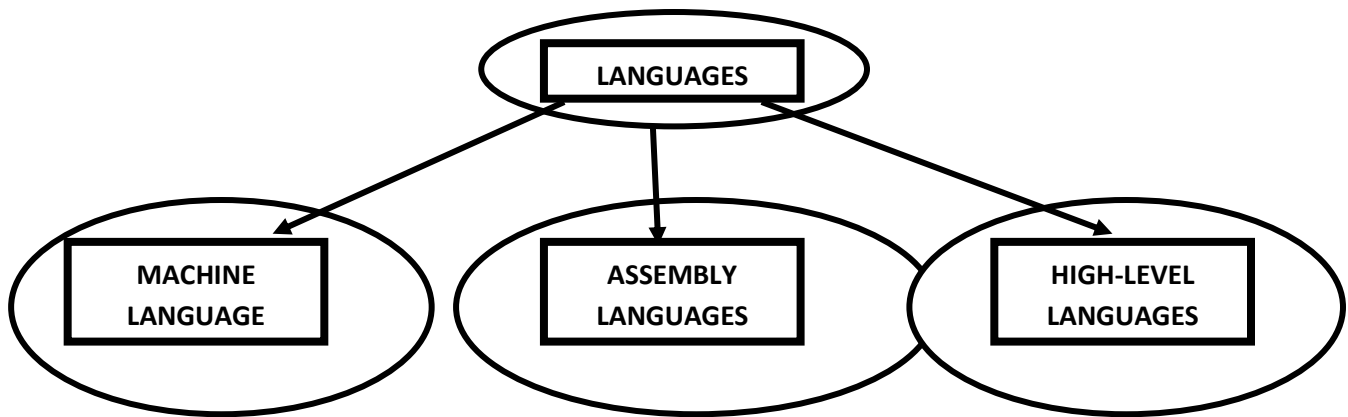 LANGUAGES
MACHINE
LANGUAGE
ASSEMBLY
LANGUAGES
HIGH-LEVEL
LANGUAGES